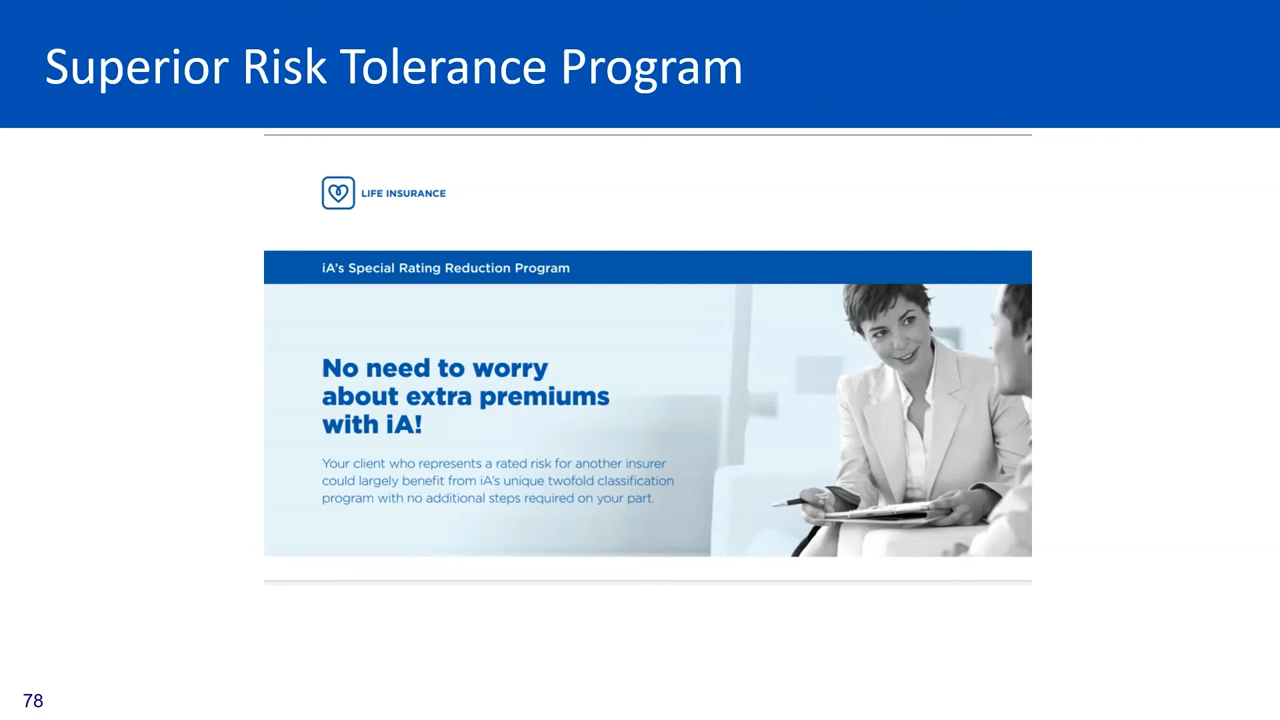 Superior Risk Tolerance Program
LIFE INSURANCE
iA's Special Rating Reduction Program
No need to worry
about extra premiums
with iA!
Your client who represents a rated risk for another insurer
could largely benefit from iA's unique twofold classification
program with no additional steps required on your part.
78